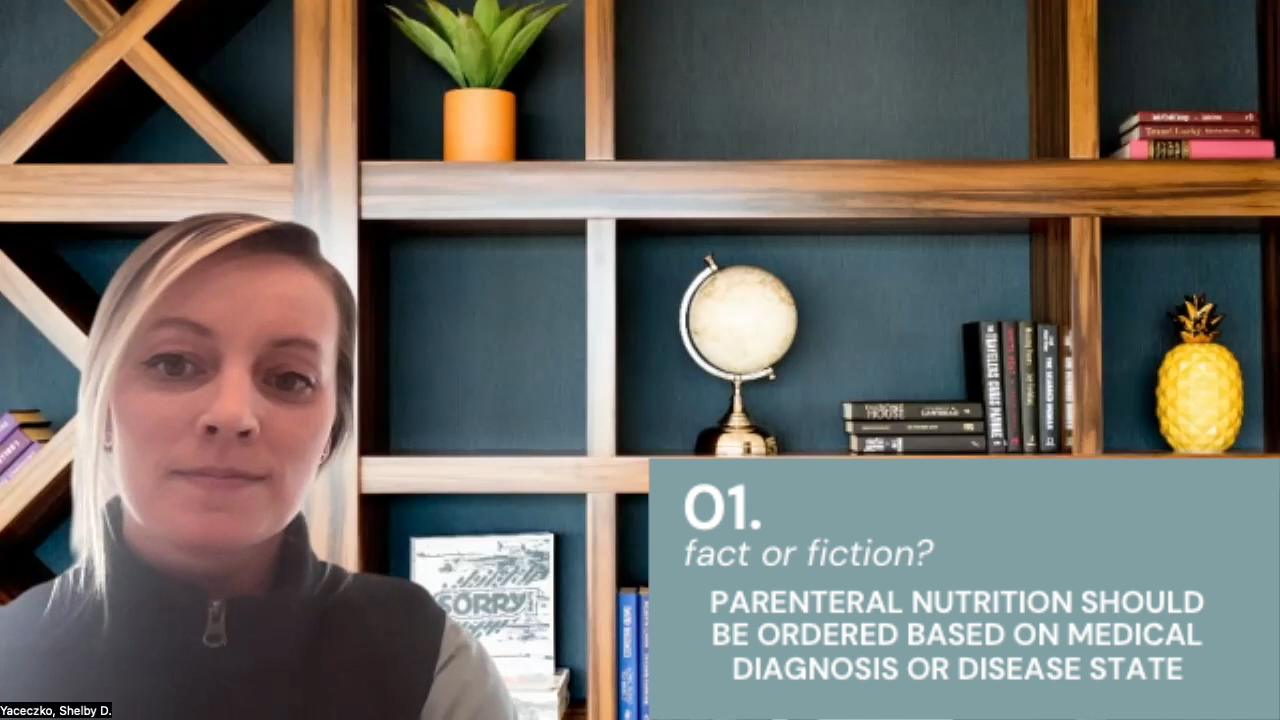 SORRY!
01.
fact or fiction?
PARENTERAL NUTRITION SHOULD
BE ORDERED BASED ON MEDICAL
DIAGNOSIS OR DISEASE STATE
Yaceczko, Shelby D.